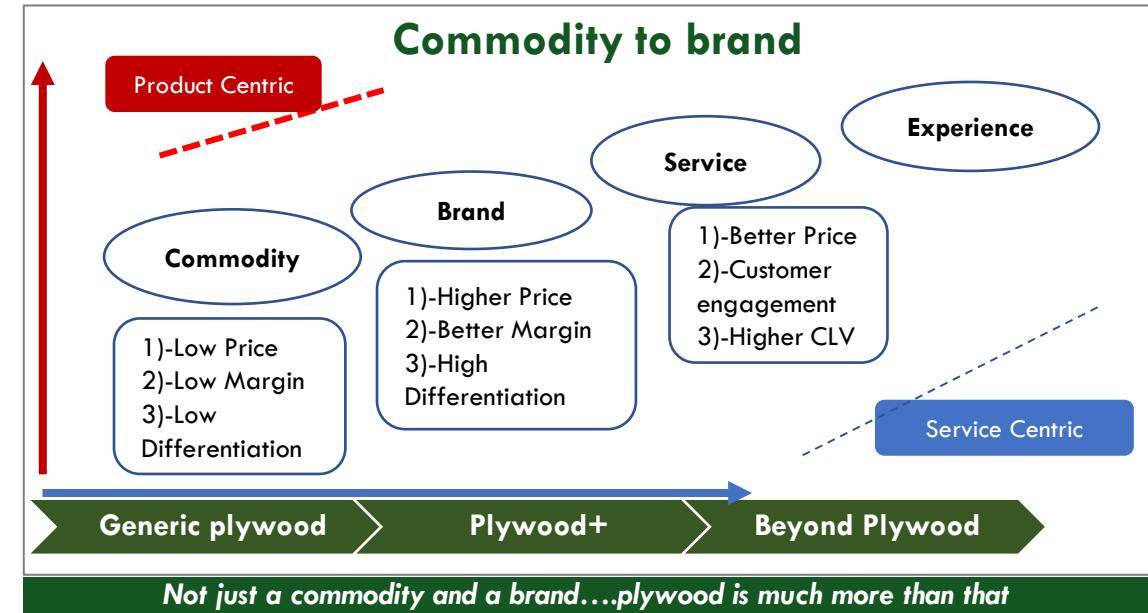 Commodity to brand
Product Centric
Experience
Service
Brand
Commodity
1)-Better Price
2)-Customer
engagement
3)-Higher CLV
1)-Higher Price
2)-Better Margin
3)-High
Differentiation
1)-Low Price
2)-Low Margin
3)-Low
Differentiation
Service Centric
Generic plywood
Plywood+
Beyond Plywood
Not just a commodity and a brand....plywood is much more than that